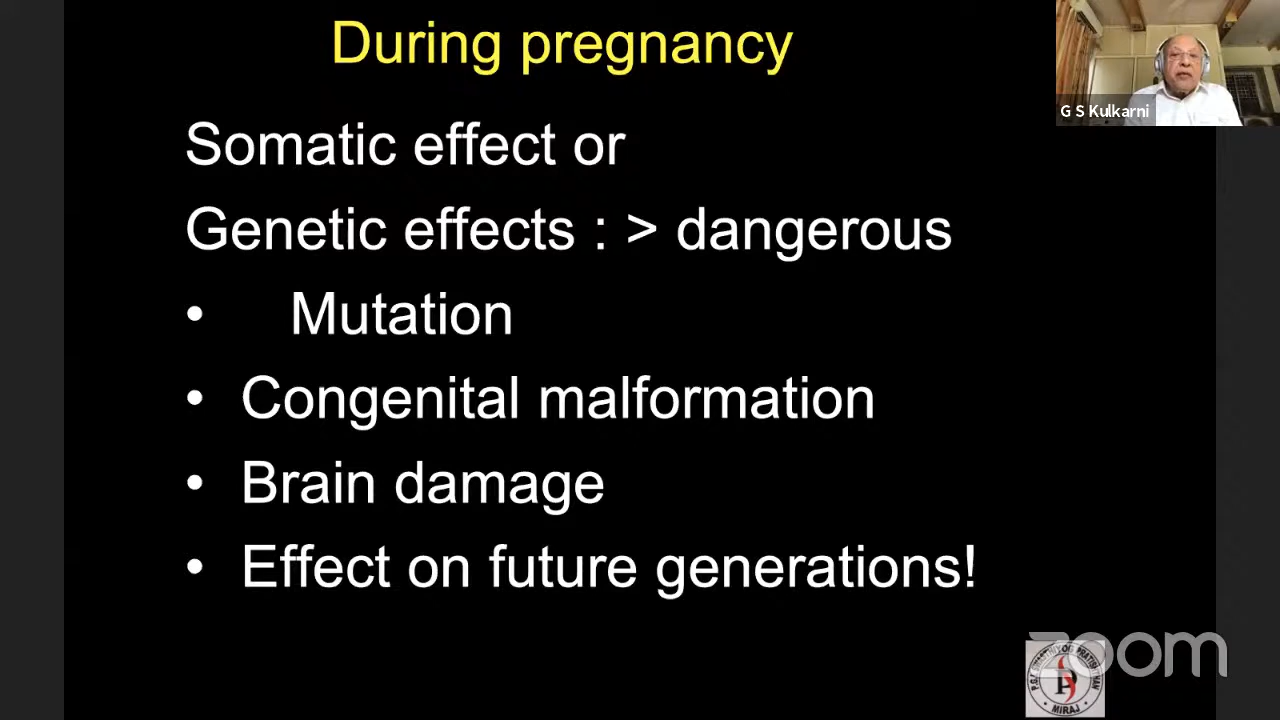 During pregnancy
G S Kulkarni
Somatic effect or
Genetic effects : > dangerous
• Mutation
• Congenital malformation
• Brain damage
• Effect on future generations!
zoom
MIRAJ